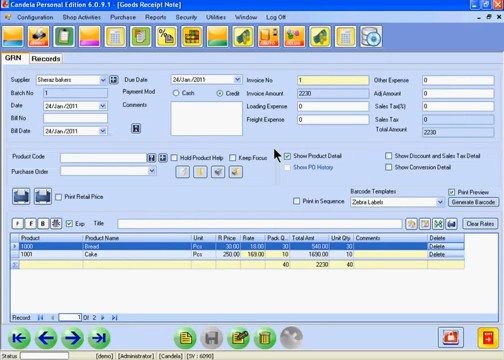 Candela Personal Edition 6.0.9.1 - [Goods Receipt Note]
Configuration Shop Activities Purchase Reports Security Utilities Window Log Off
GRN Records
Supplier Sheraz bakers Due Date 24/Jan/2011 Invoice No 1 Other Expense 0
Batch No 1 Payment Mod Cash Credit Invoice Amount 2230 Adj Amount 0
Date 24/Jan/2011 Comments Loading Expense 0 Sales Tax(%) 0
Bill No Freight Expense 0 Sales Tax 0
Bill Date 24/Jan/2011 Total Amount 2230
Product Code Hold Product Help Keep Focus Show Product Detail Show Discount and Sales Tax Detail
Purchase Order Show PO History Show Conversion Detail
Print Retail Price Print in Sequence Barcode Templates Zebra Labels Print Preview
Generate Barcode
P F B Exp Title Clear Rates
Product Product Name Unit R Price Rate Pack Q... Total Amt Unit Qty Comments Delete
1000 Bread Pcs 30.00 18.00 30 540.00 30 Delete
1001 Cake Pcs 250.00 169.00 10 1690.00 10 Delete
40 2230 40
Record 1 Of 2
Status [demo] [Administrator] [Candela] [SV : 6090]